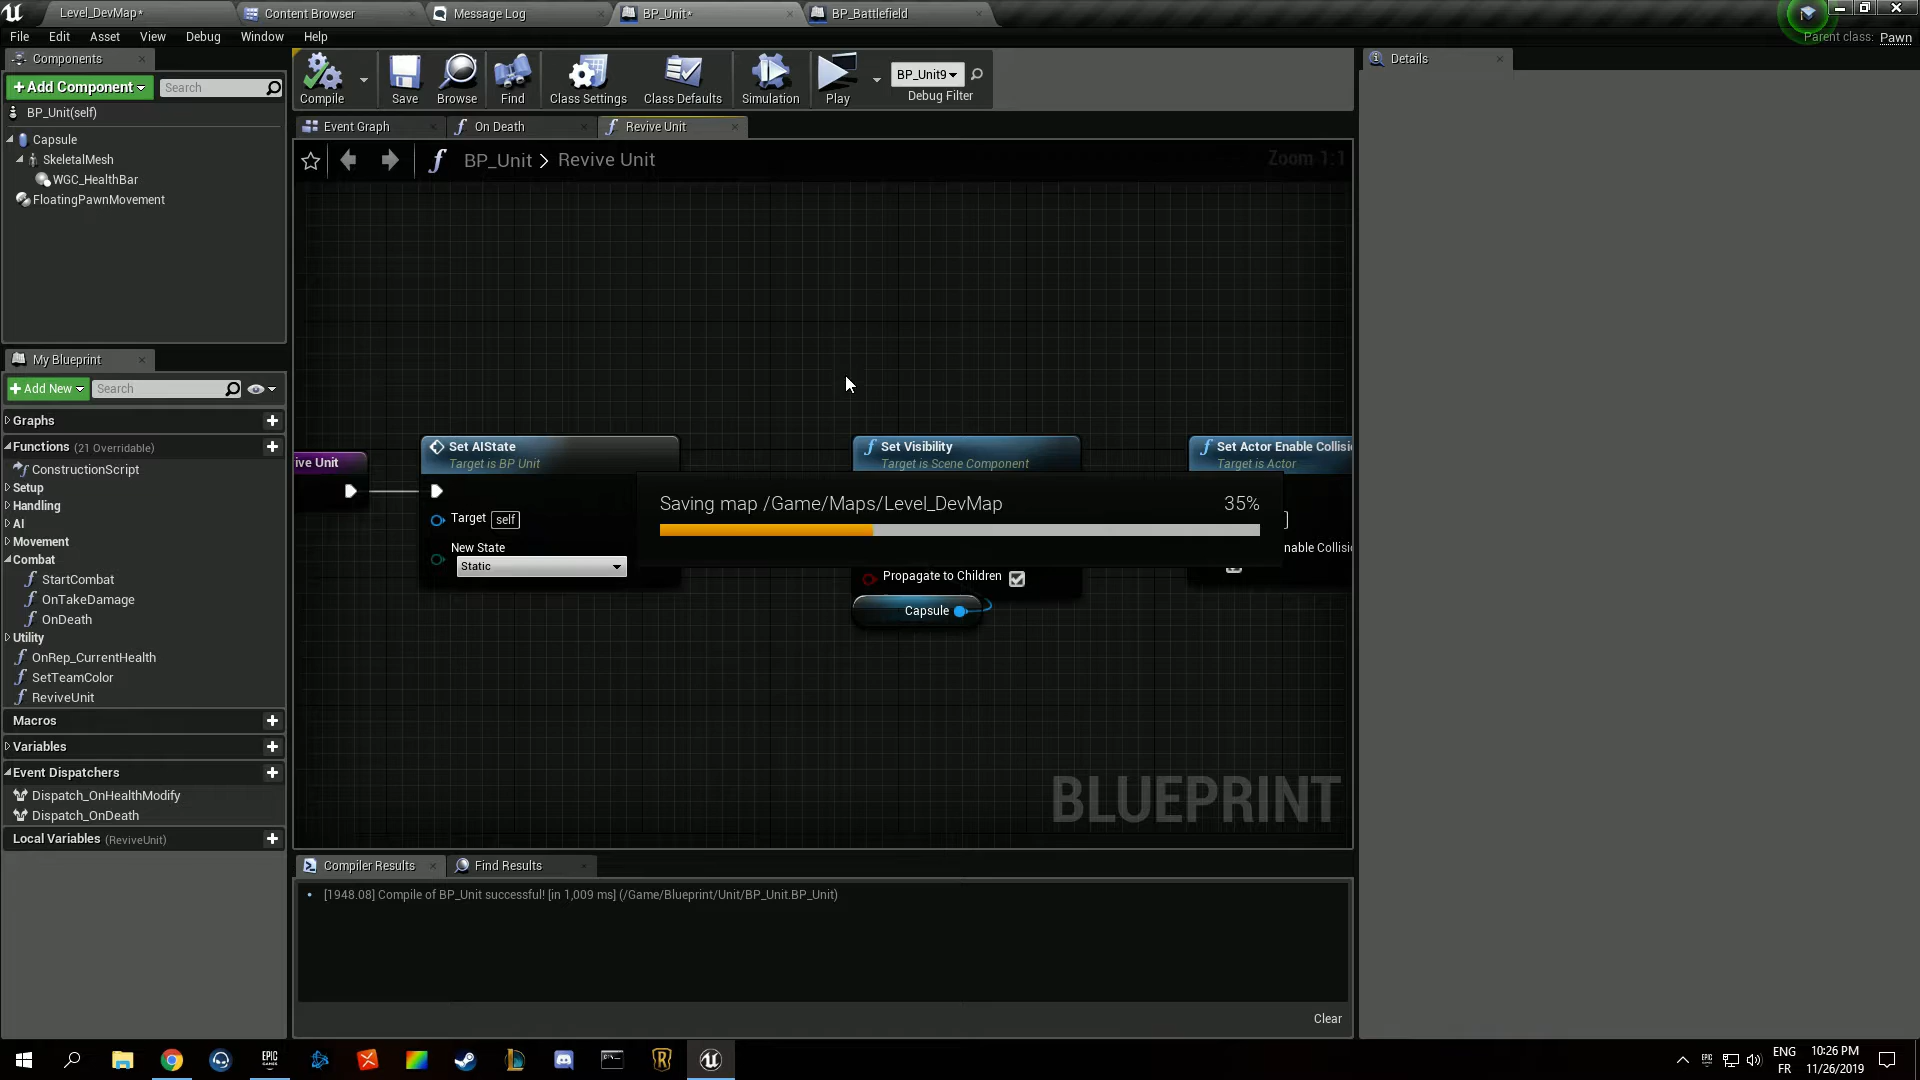 Level_DevMap*
Content Browser
Message Log
BP_Unit*
BP_Battlefield
File Edit Asset View Debug Window Help
Parent class: Pawn
Components
+Add Component
Search
BP_Unit(self)
Capsule
SkeletalMesh
WGC_HealthBar
FloatingPawnMovement
Compile
Save
Browse
Find
Class Settings
Class Defaults
Simulation
Play
BP_Unit9
Debug Filter
Details
Event Graph
On Death
Revive Unit
BP_Unit > Revive Unit
Zoom 1:1
My Blueprint
+Add New
Search
Graphs
Functions (21 Overridable)
ConstructionScript
Setup
Handling
AI
Movement
Combat
StartCombat
OnTakeDamage
OnDeath
Utility
OnRep_CurrentHealth
SetTeamColor
ReviveUnit
Macros
Variables
Event Dispatchers
Dispatch_OnHealthModify
Dispatch_OnDeath
Local Variables (ReviveUnit)
ive Unit
Set AIState
Target is BP Unit
Target self
New State
Static
Set Visibility
Target is Scene Component
Propagate to Children
Capsule
Set Actor Enable Collisi
Target is Actor
nable Collisi
Saving map /Game/Maps/Level_DevMap 35%
BLUEPRINT
Compiler Results
Find Results
• [1948.08] Compile of BP_Unit successful! [in 1,009 ms] (/Game/Blueprint/Unit/BP_Unit.BP_Unit)
Clear
EPIC GAMES
ENG
FR
10:26 PM
11/26/2019